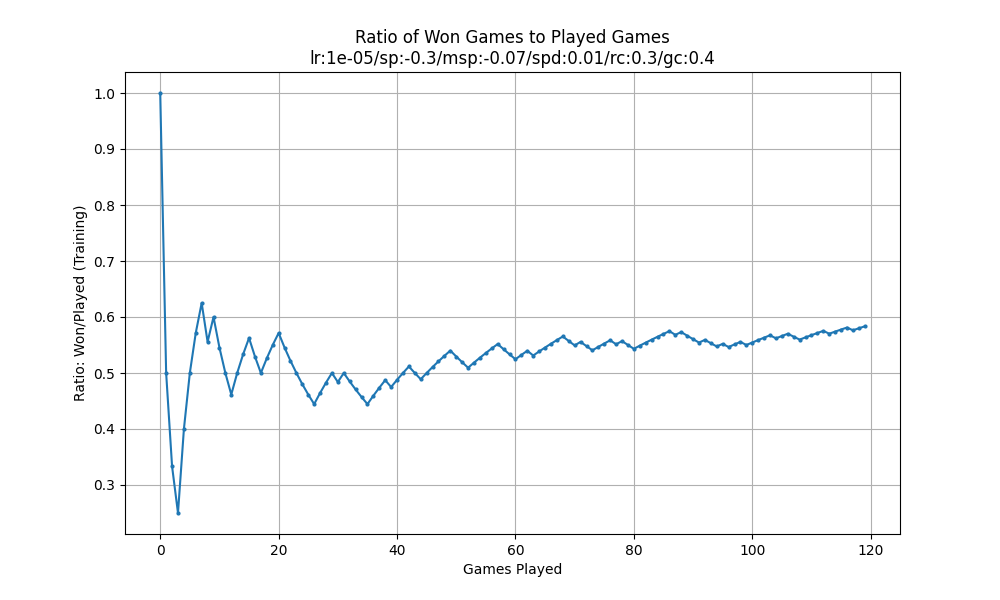 Ratio of Won Games to Played Games
lr:1e-05/sp:-0.3/msp:-0.07/spd:0.01/rc:0.3/gc:0.4
Ratio: Won/Played (Training)
1.0
0.9
0.8
0.7
0.6
0.5
0.4
0.3
0 20 40 60 80 100 120
Games Played